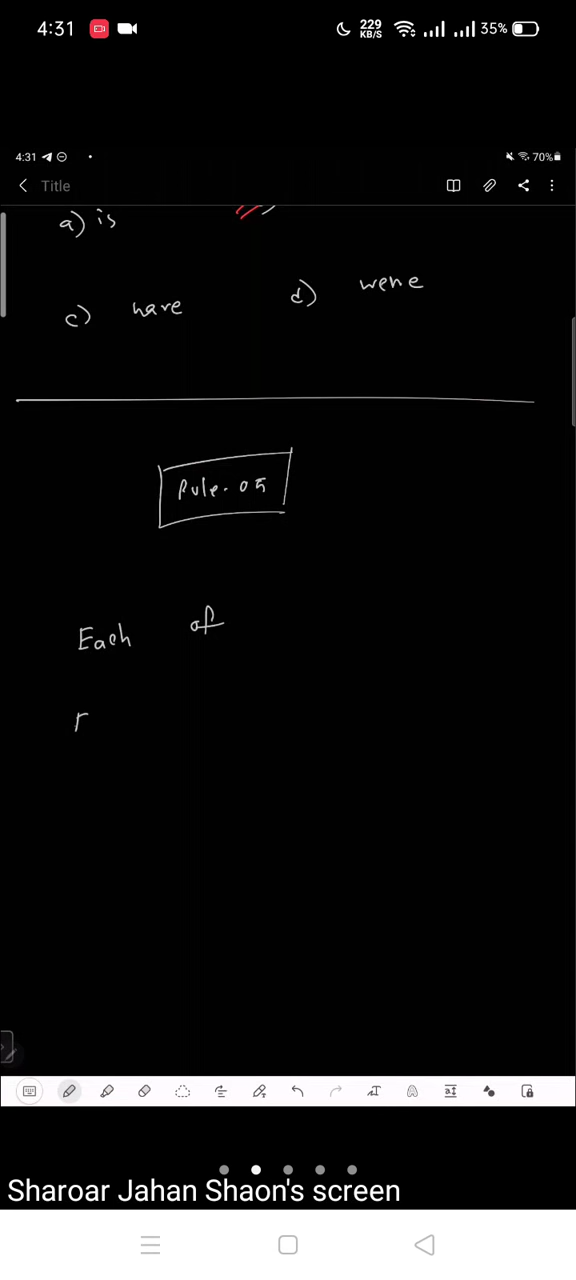 4:31 229 KB/S 35%
4:31 70%
Title
a) is
c) have d) were
Rule-05
Each of
r
Sharoar Jahan Shaon's screen